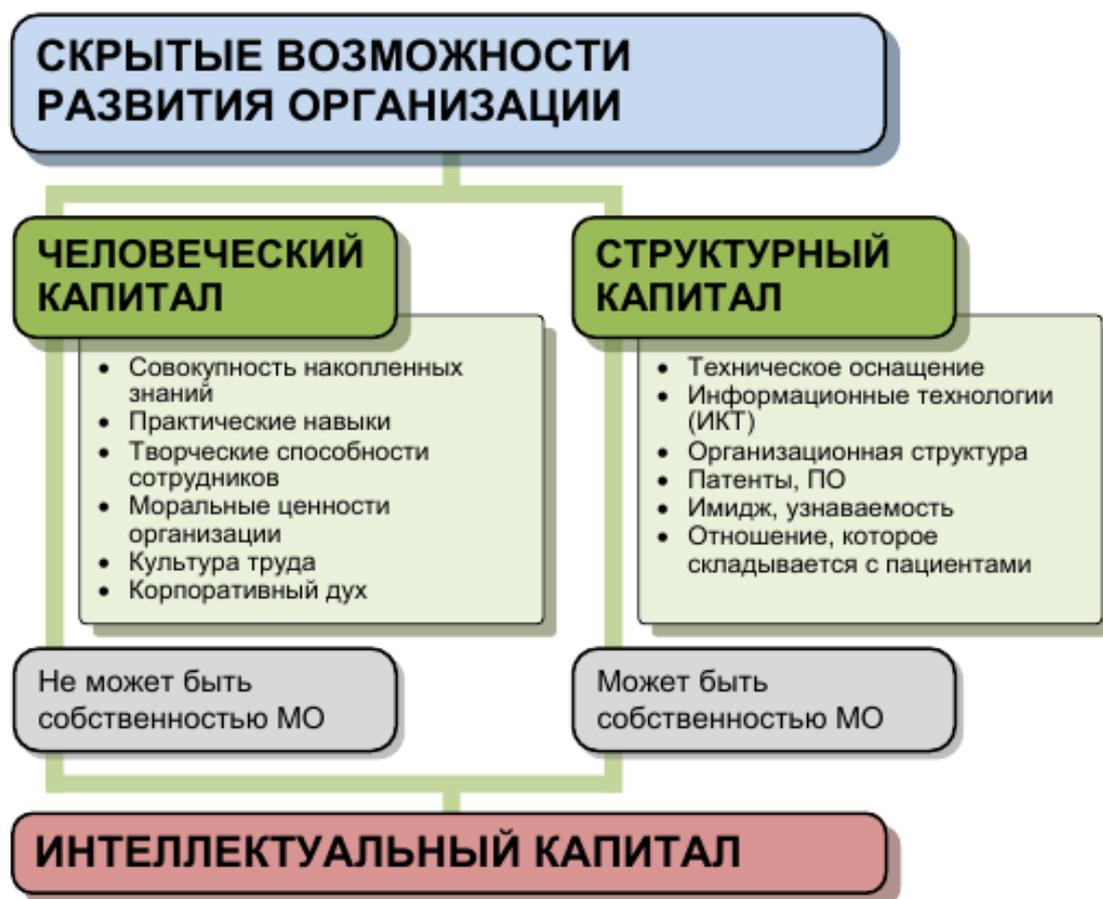 СКРЫТЫЕ ВОЗМОЖНОСТИ
РАЗВИТИЯ ОРГАНИЗАЦИИ
ЧЕЛОВЕЧЕСКИЙ
КАПИТАЛ
• Совокупность накопленных
знаний
• Практические навыки
• Творческие способности
сотрудников
• Моральные ценности
организации
• Культура труда
• Корпоративный дух
Не может быть
собственностью МО
СТРУКТУРНЫЙ
КАПИТАЛ
• Техническое оснащение
• Информационные технологии
(ИКТ)
• Организационная структура
• Патенты, ПО
• Имидж, узнаваемость
• Отношение, которое
складывается с пациентами
Может быть
собственностью МО
ИНТЕЛЛЕКТУАЛЬНЫЙ КАПИТАЛ